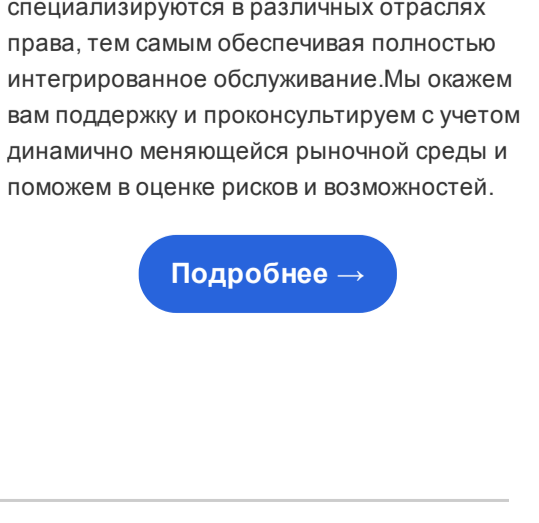 специализируются в различных отраслях
права, тем самым обеспечивая полностью
интегрированное обслуживание.Мы окажем
вам поддержку и проконсультируем с учетом
динамично меняющейся рыночной среды и
поможем в оценке рисков и возможностей.
Подробнее →